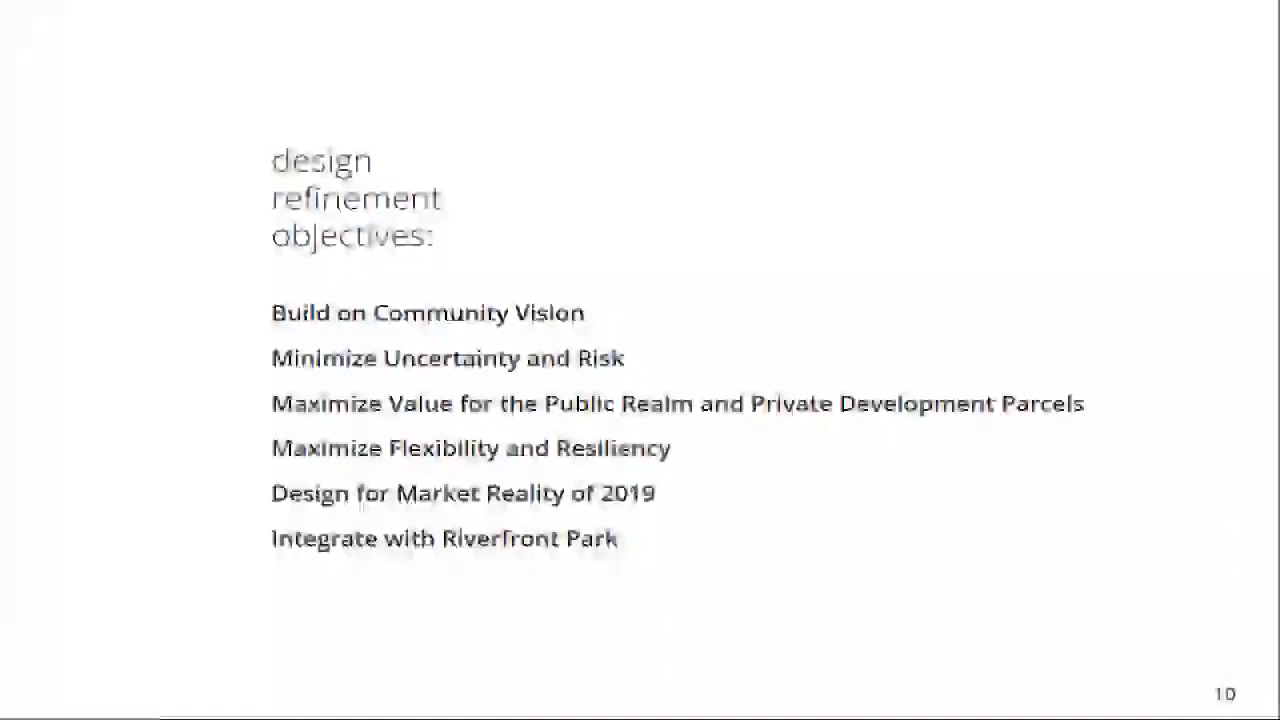 design
refinement
objectives:
Build on Community Vision
Minimize Uncertainty and Risk
Maximize Value for the Public Realm and Private Development Parcels
Maximize Flexibility and Resiliency
Design for Market Reality of 2019
Integrate with Riverfront Park
10